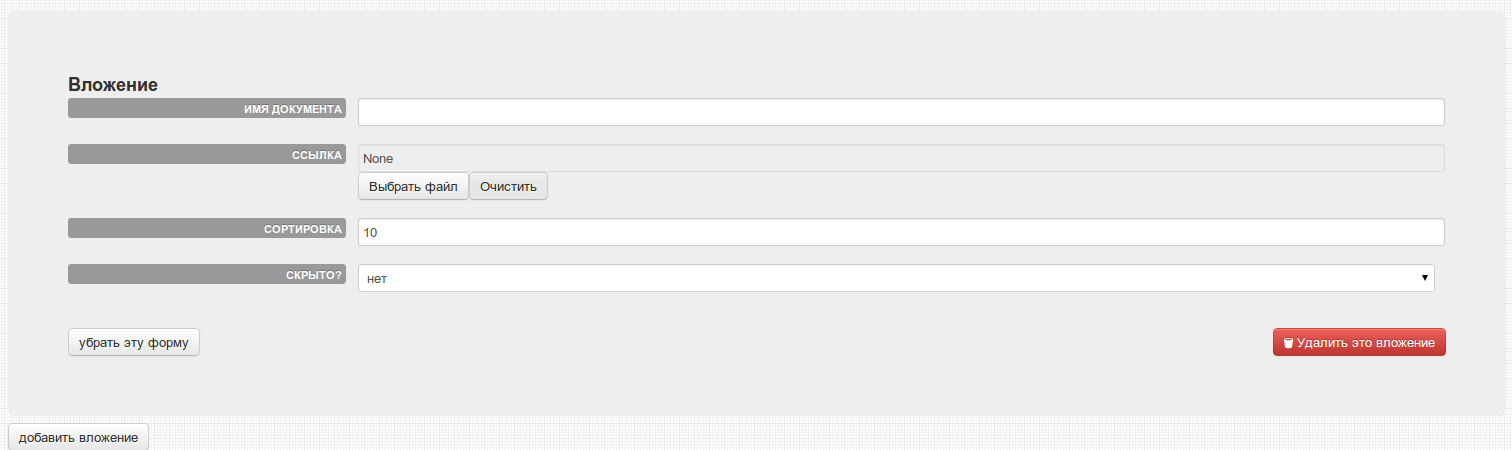 Вложение
ИМЯ ДОКУМЕНТА
ССЫЛКА
None
Выбрать файл Очистить
СОРТИРОВКА
10
СКРЫТО?
нет
убрать эту форму
Удалить это вложение
добавить вложение